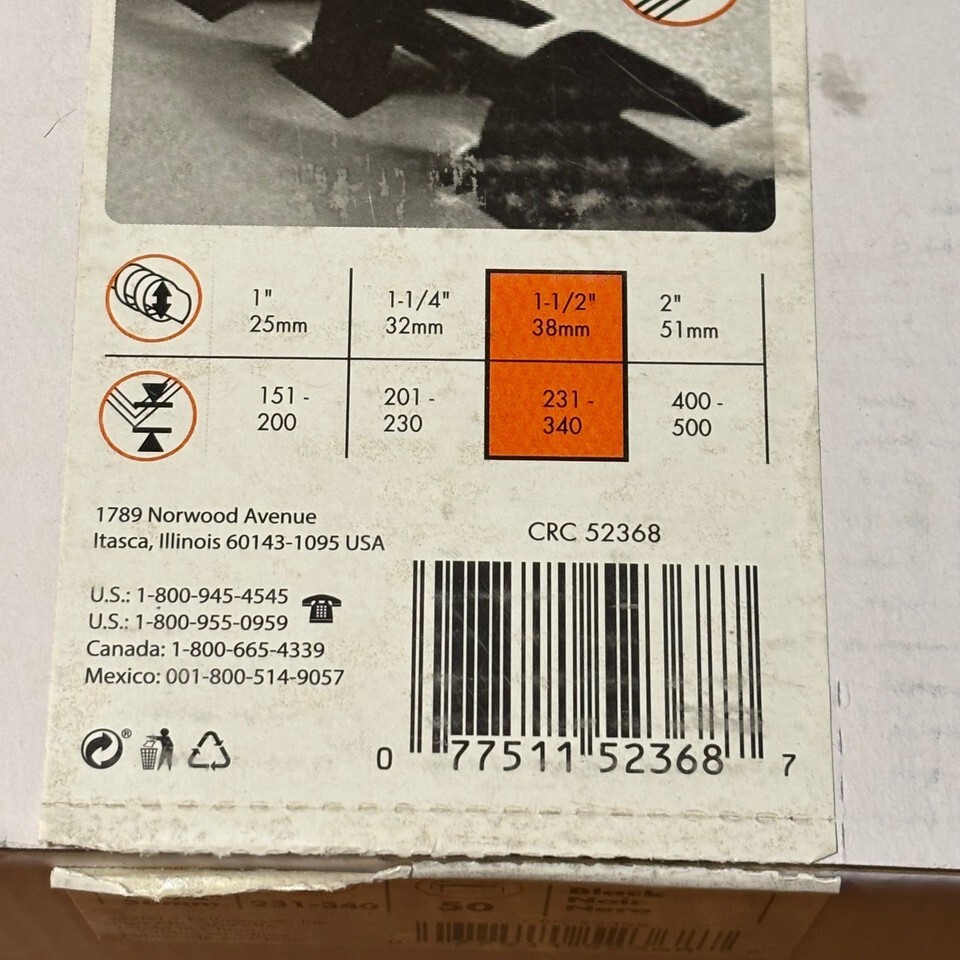 1" 1-1/4" 1-1/2" 2"
25mm 32mm 38mm 51mm
151 - 201 - 231 - 400 -
200 230 340 500
1789 Norwood Avenue
Itasca, Illinois 60143-1095 USA
CRC 52368
U.S.: 1-800-945-4545
U.S.: 1-800-955-0959
Canada: 1-800-665-4339
Mexico: 001-800-514-9057
®
0 77511 52368 7
231-340 50 Black
Noir
Nero